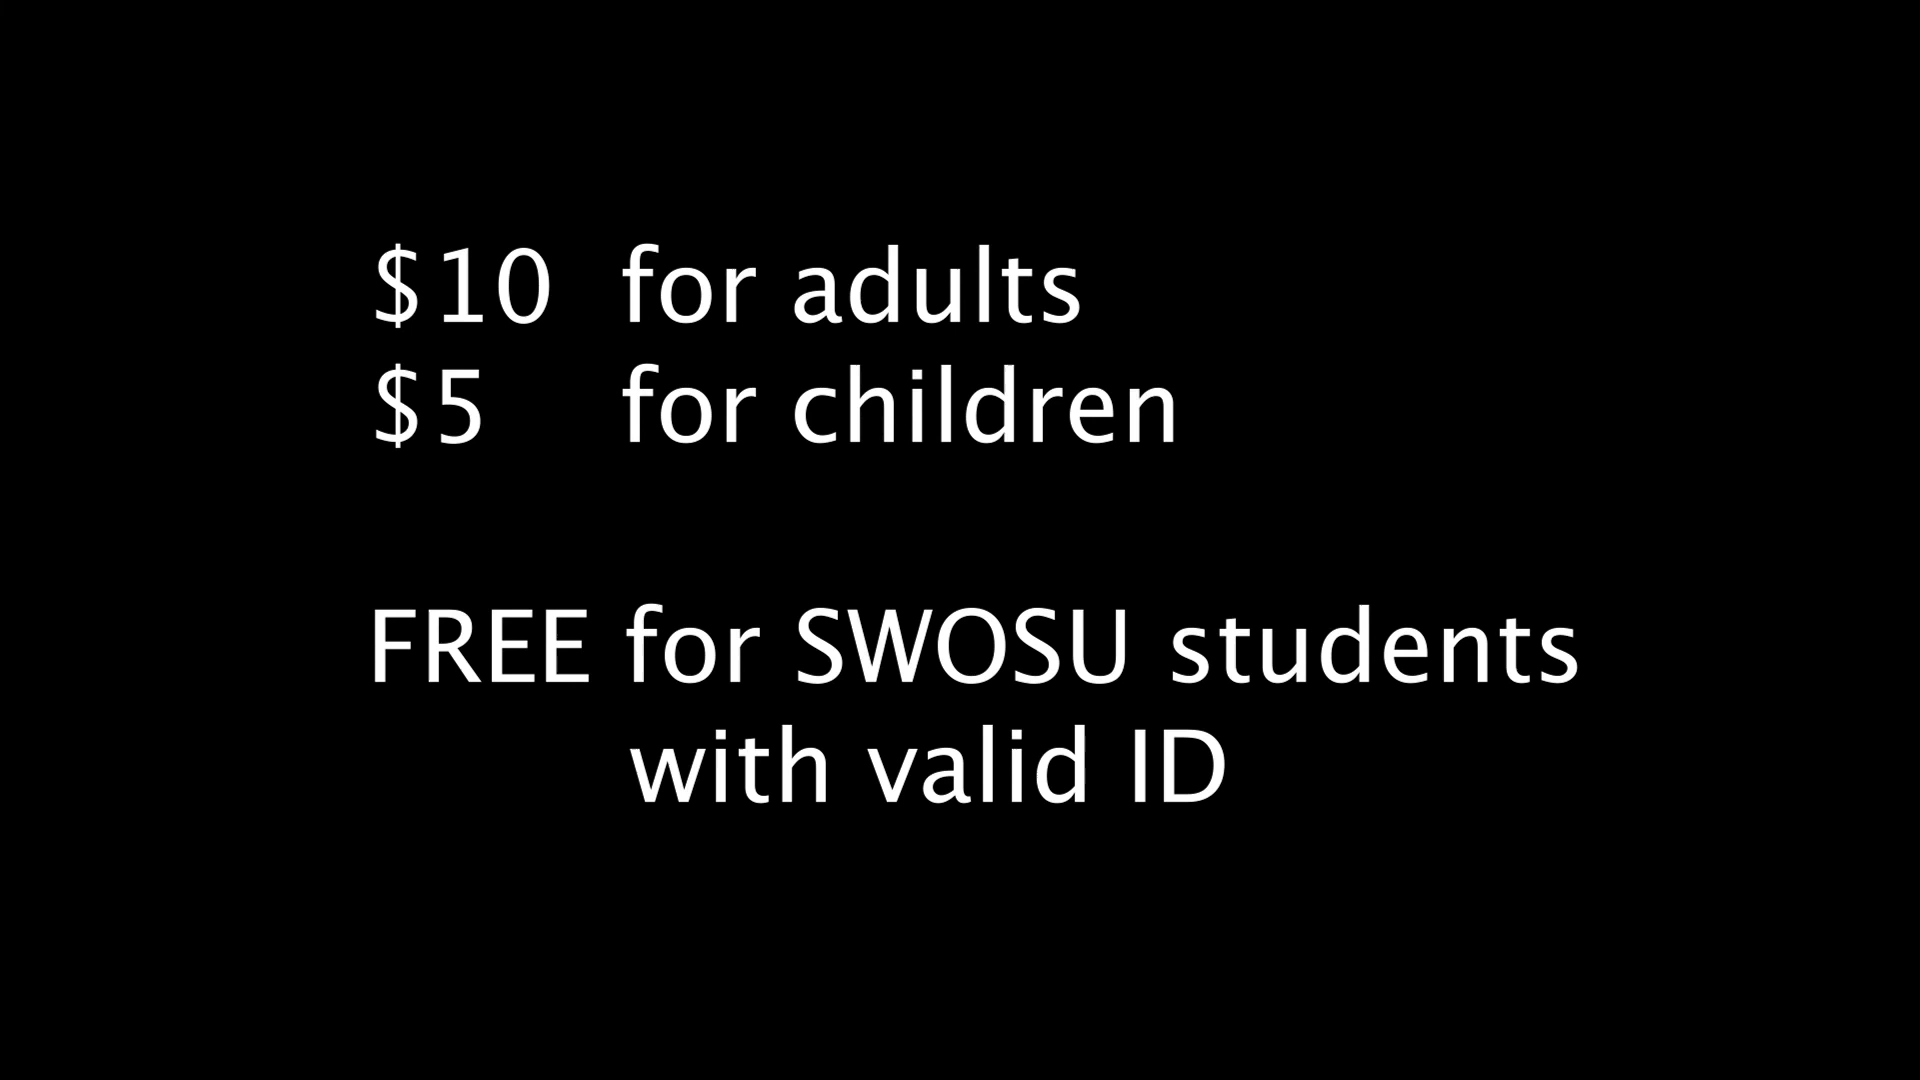 $10 for adults
$5 for children
FREE for SWOSU students
with valid ID